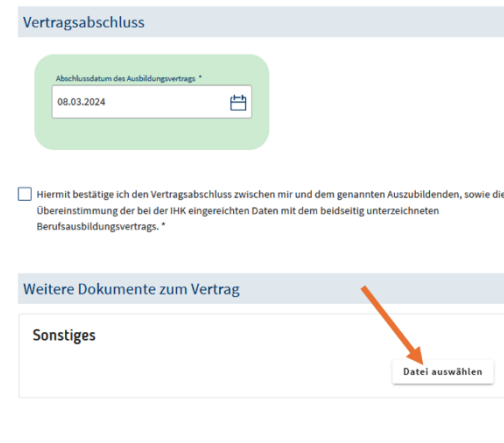 Vertragsabschluss
Abschlussdatum des Ausbildungsvertrags *
08.03.2024
Hiermit bestätige ich den Vertragsabschluss zwischen mir und dem genannten Auszubildenden, sowie die
Übereinstimmung der bei der IHK eingereichten Daten mit dem beidseitig unterzeichneten
Berufsausbildungsvertrags. *
Weitere Dokumente zum Vertrag
Sonstiges
Datei auswählen